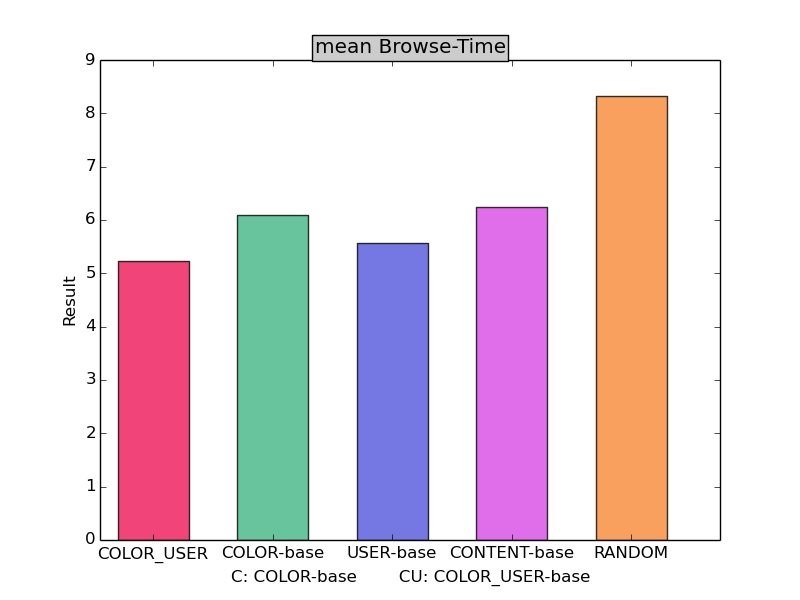 mean Browse-Time
9
8
7
6
5
4
3
2
1
0
Result
COLOR_USER COLOR-base USER-base CONTENT-base RANDOM
C: COLOR-base CU: COLOR_USER-base